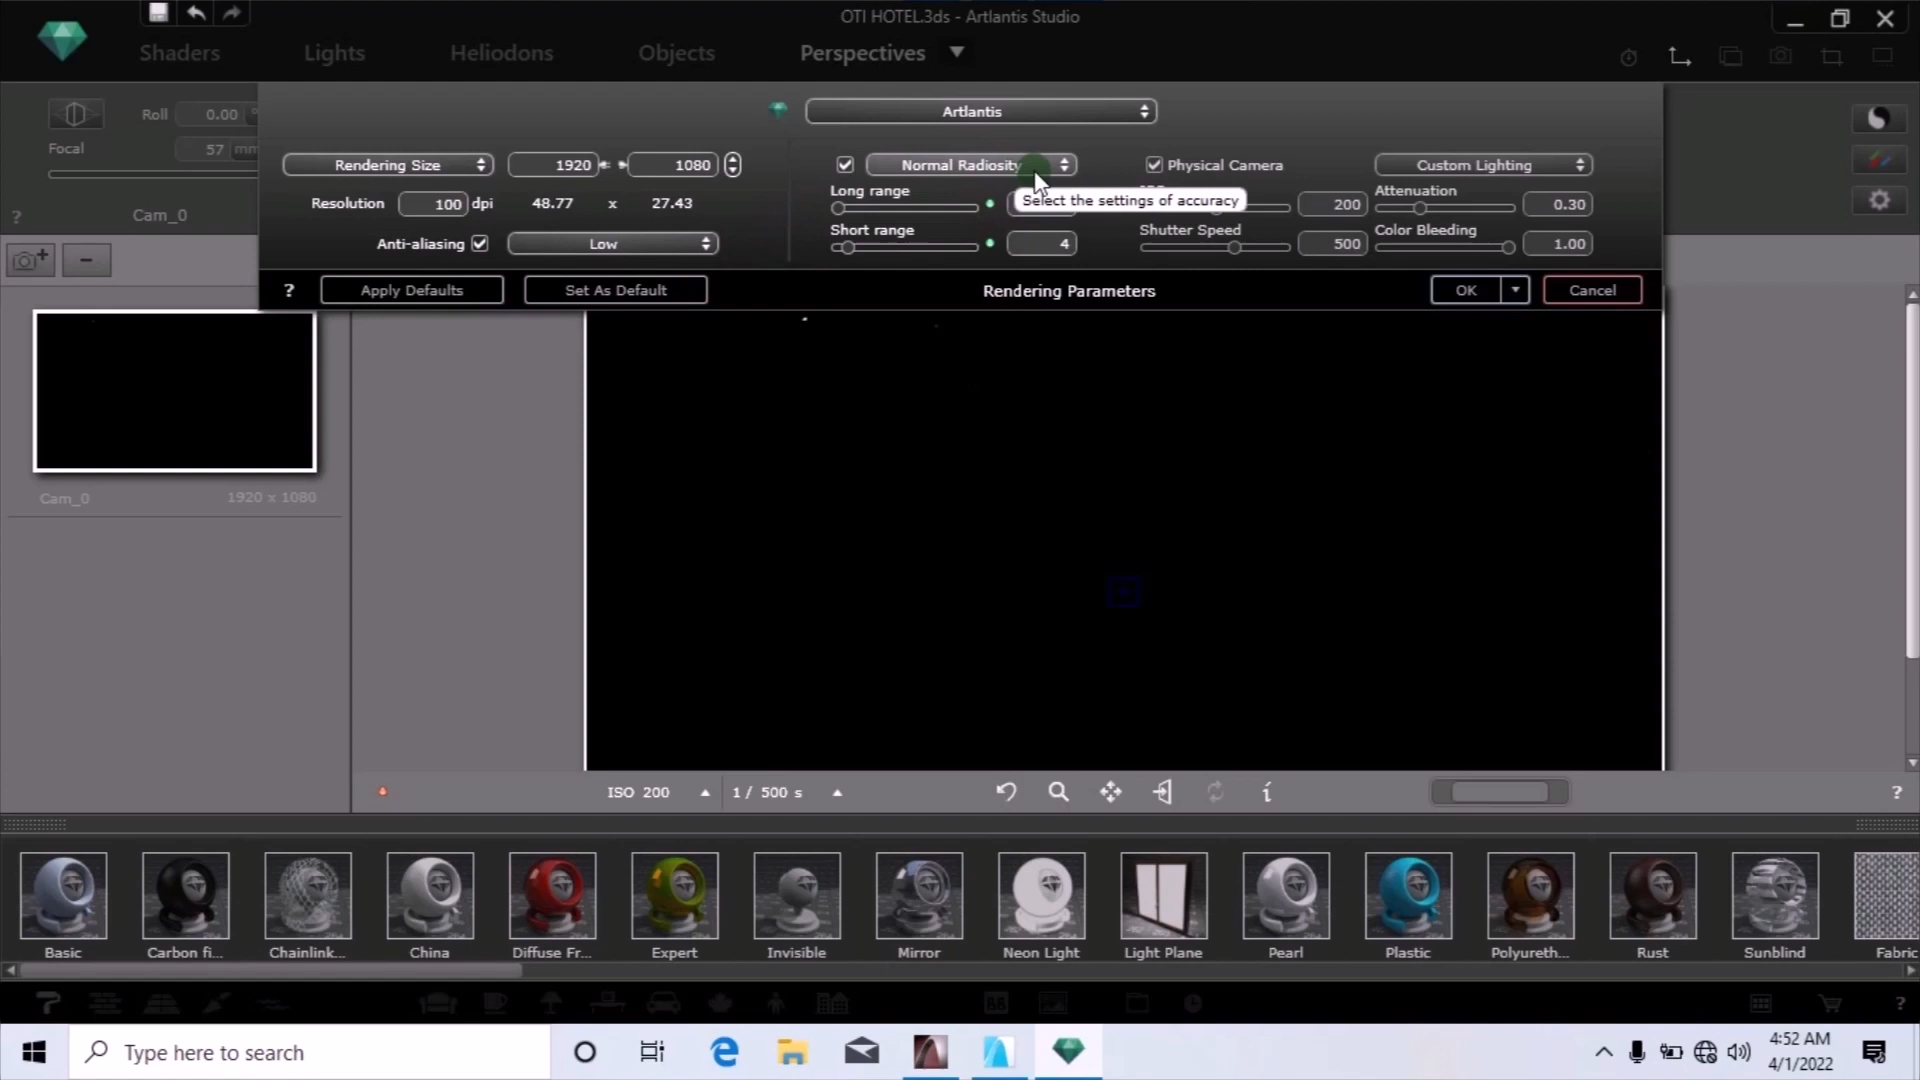 OTI HOTEL.3ds - Artlantis Studio
Shaders Lights Heliodons Objects Perspectives
Artlantis
Roll 0.00
Focal 57 mm
? Cam_0
Rendering Size 1920 1080
Resolution 100 dpi 48.77 x 27.43
Anti-aliasing Low
Normal Radiosity Physical Camera Custom Lighting
Long range Select the settings of accuracy 200 Attenuation 0.30
Short range 4 Shutter Speed 500 Color Bleeding 1.00
? Apply Defaults Set As Default Rendering Parameters OK Cancel
Cam_0 1920 x 1080
ISO 200 1 / 500 s i ?
Basic Carbon fi... Chainlink... China Diffuse Fr... Expert Invisible Mirror Neon Light Light Plane Pearl Plastic Polyureth... Rust Sunblind Fabric
?
Type here to search
4:52 AM
4/1/2022